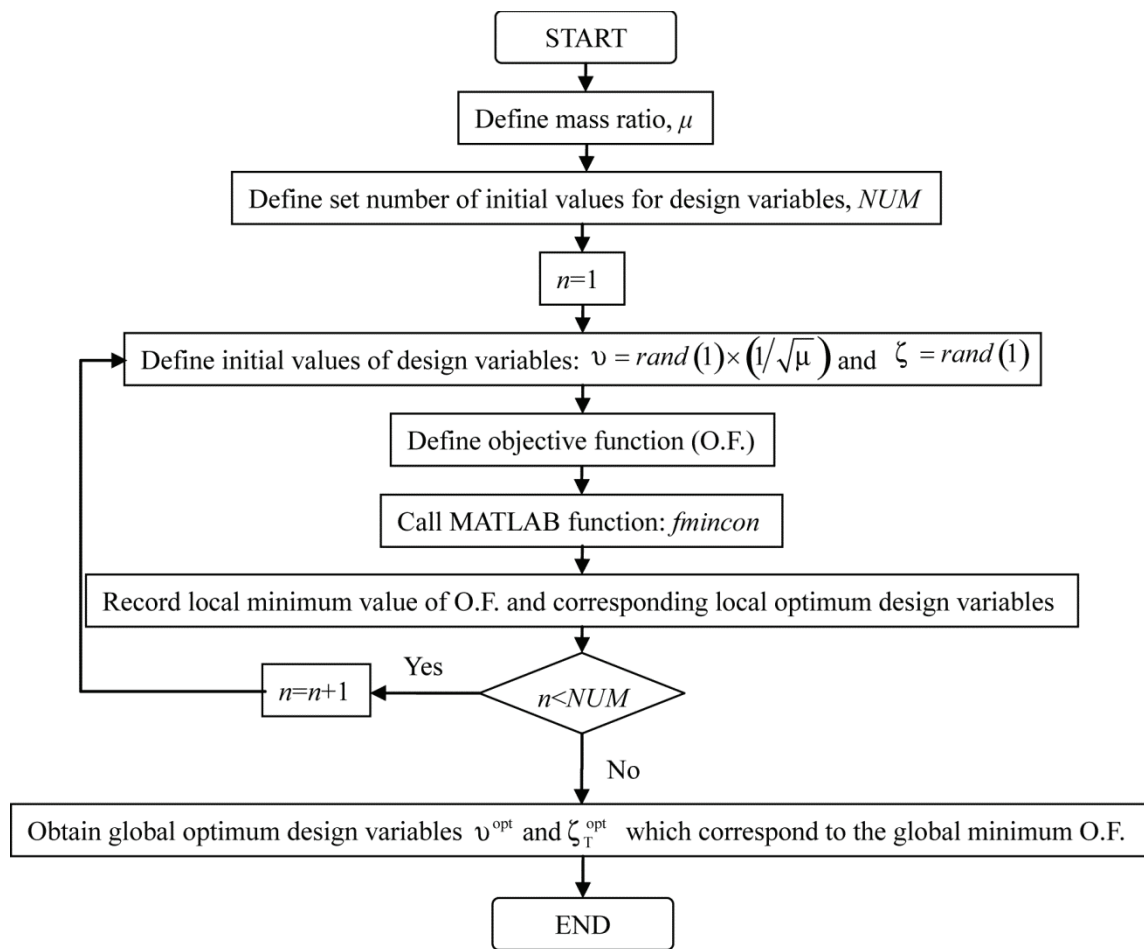 START
Define mass ratio, μ
Define set number of initial values for design variables, NUM
n=1
Define initial values of design variables: υ = rand(1)×(1/√μ) and ζ = rand(1)
Define objective function (O.F.)
Call MATLAB function: fmincon
Record local minimum value of O.F. and corresponding local optimum design variables
Yes
n=n+1
n<NUM
No
Obtain global optimum design variables υ^opt and ζ_T^opt which correspond to the global minimum O.F.
END